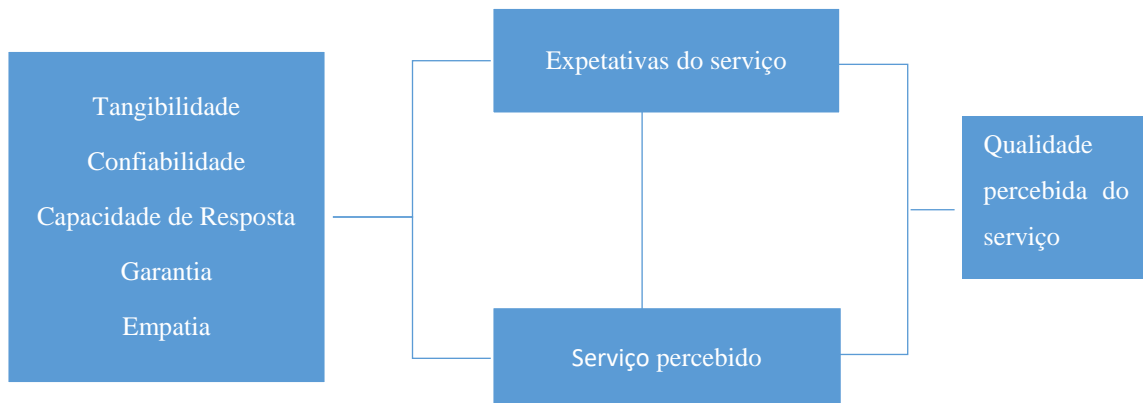 Tangibilidade
Confiabilidade
Capacidade de Resposta
Garantia
Empatia
Expetativas do serviço
Serviço percebido
Qualidade
percebida do
serviço